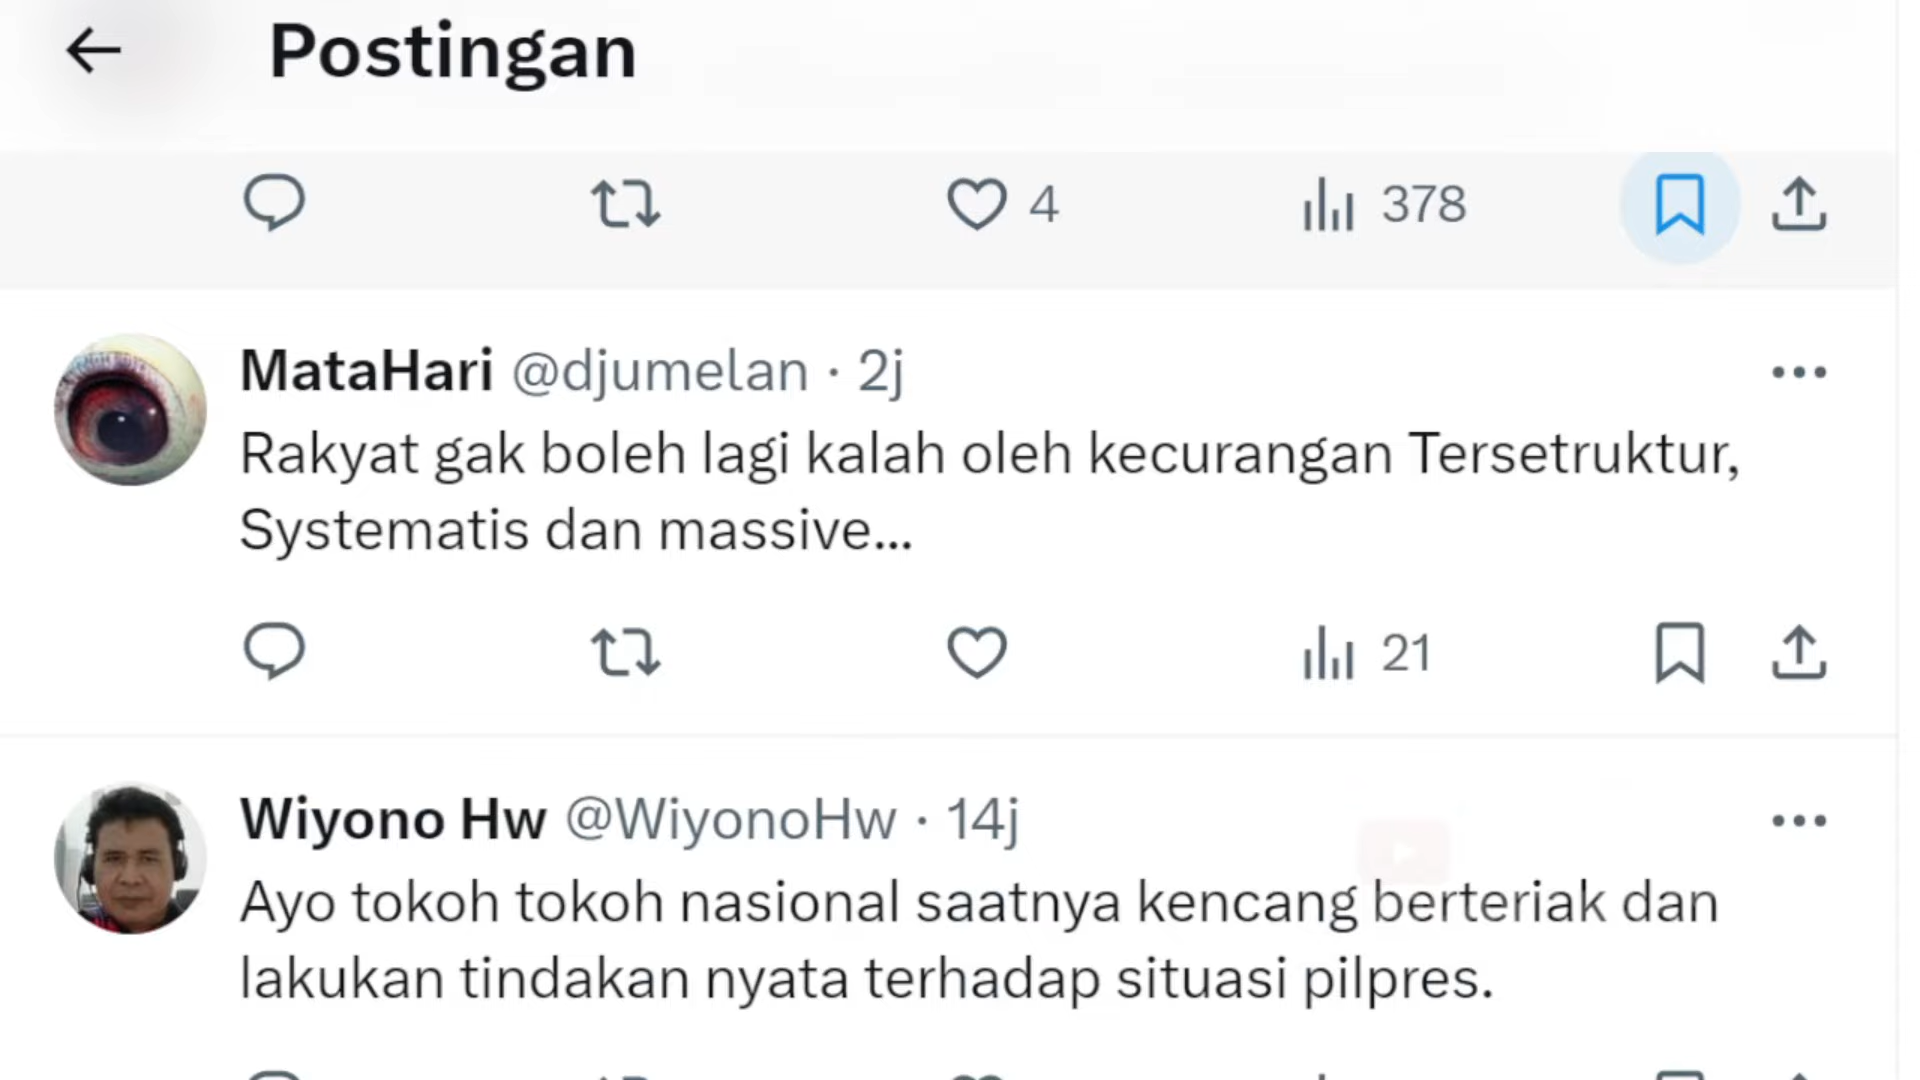 Postingan
4 378
MataHari @djumelan · 2j
Rakyat gak boleh lagi kalah oleh kecurangan Tersetruktur,
Systematis dan massive...
21
Wiyono Hw @WiyonoHw · 14j
Ayo tokoh tokoh nasional saatnya kencang berteriak dan
lakukan tindakan nyata terhadap situasi pilpres.